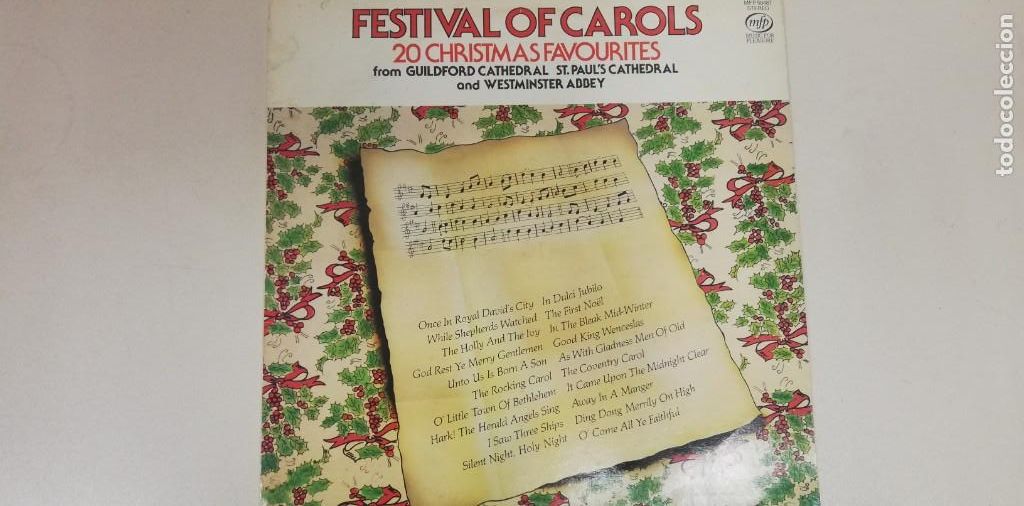 FESTIVAL OF CAROLS
20 CHRISTMAS FAVOURITES
from GUILDFORD CATHEDRAL ST. PAUL'S CATHEDRAL
and WESTMINSTER ABBEY
STEREO
mfp
MUSIC FOR
PLEASURE
Once In Royal David's City In Dulci Jubilo
While Shepherds Watched The First Noël
The Holly And The Ivy In The Bleak Mid-Winter
God Rest Ye Merry Gentlemen Good King Wenceslas
Unto Us Is Born A Son As With Gladness Men Of Old
The Rocking Carol The Coventry Carol
O' Little Town Of Bethlehem It Came Upon The Midnight Clear
Hark! The Herald Angels Sing Away In A Manger
I Saw Three Ships Ding Dong Merrily On High
Silent Night, Holy Night O' Come All Ye Faithful
todocoleccion